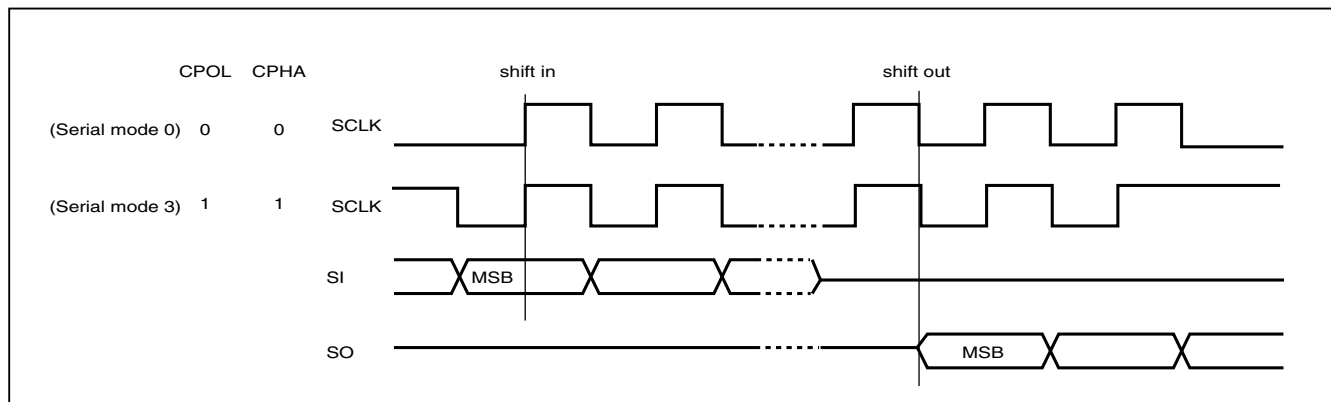 CPOL CPHA shift in shift out
(Serial mode 0) 0 0 SCLK
(Serial mode 3) 1 1 SCLK
SI MSB
SO MSB